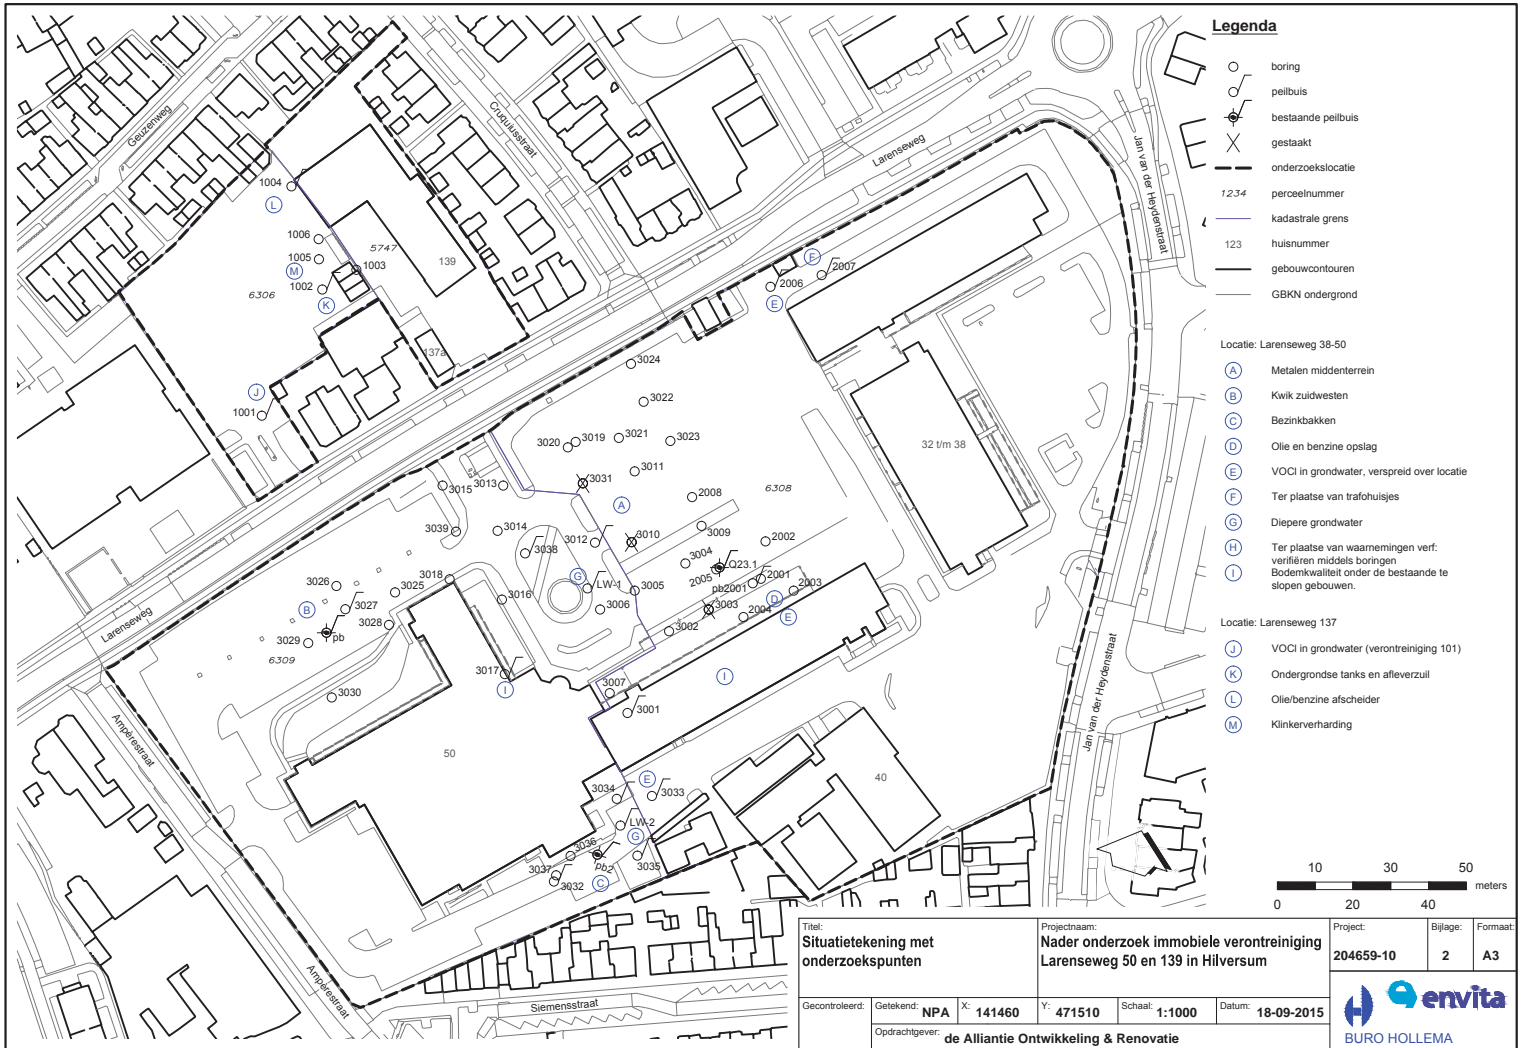 Legenda
boring
peilbuis
bestaande peilbuis
gestaakt
onderzoekslocatie
1234 perceelnummer
kadastrale grens
123 huisnummer
gebouwcontouren
GBKN ondergrond
Locatie: Larenseweg 38-50
A Metalen middenterrein
B Kwik zuidwesten
C Bezinkbakken
D Olie en benzine opslag
E VOCl in grondwater, verspreid over locatie
F Ter plaatse van trafohuisjes
G Diepere grondwater
H Ter plaatse van waarnemingen verf:
verifiëren middels boringen
I Bodemkwaliteit onder de bestaande te
slopen gebouwen.
Locatie: Larenseweg 137
J VOCl in grondwater (verontreiniging 101)
K Ondergrondse tanks en afleverzuil
L Olie/benzine afscheider
M Klinkerverharding
10 30 50
meters
0 20 40
Geuzenweg
Cruquiusstraat
Larenseweg
Jan van der Heydenstraat
1004
L
1006
1005
M
1002
1003
K
5747
139
6306
137a
J
1001
F
2007
2006
E
3024
3022
3020
3019
3021
3023
3011
3031
2008
6308
32 t/m 38
3015
3013
A
3039
3014
3038
3012
3010
3009
2002
3004
LQ23.1
2005
pb2001
2001
2003
G
LW-1
3005
3018
3026
3025
B
3027
3028
3029
pb
6309
3016
3006
3003
2004
D
E
3002
Larenseweg
3030
3017
I
3007
3001
I
Ampèrestraat
50
40
Jan van der Heydenstraat
E
3034
3033
LW-2
G
3036
3035
pb2
3037
3032
C
Ampèrestraat
Siemensstraat
Titel:
Situatietekening met
onderzoekspunten
Projectnaam:
Nader onderzoek immobiele verontreiniging
Larenseweg 50 en 139 in Hilversum
Project:
204659-10
Bijlage:
2
Formaat:
A3
Gecontroleerd:
Getekend: NPA
X: 141460
Y: 471510
Schaal: 1:1000
Datum: 18-09-2015
Opdrachtgever: de Alliantie Ontwikkeling & Renovatie
envita
BURO HOLLEMA